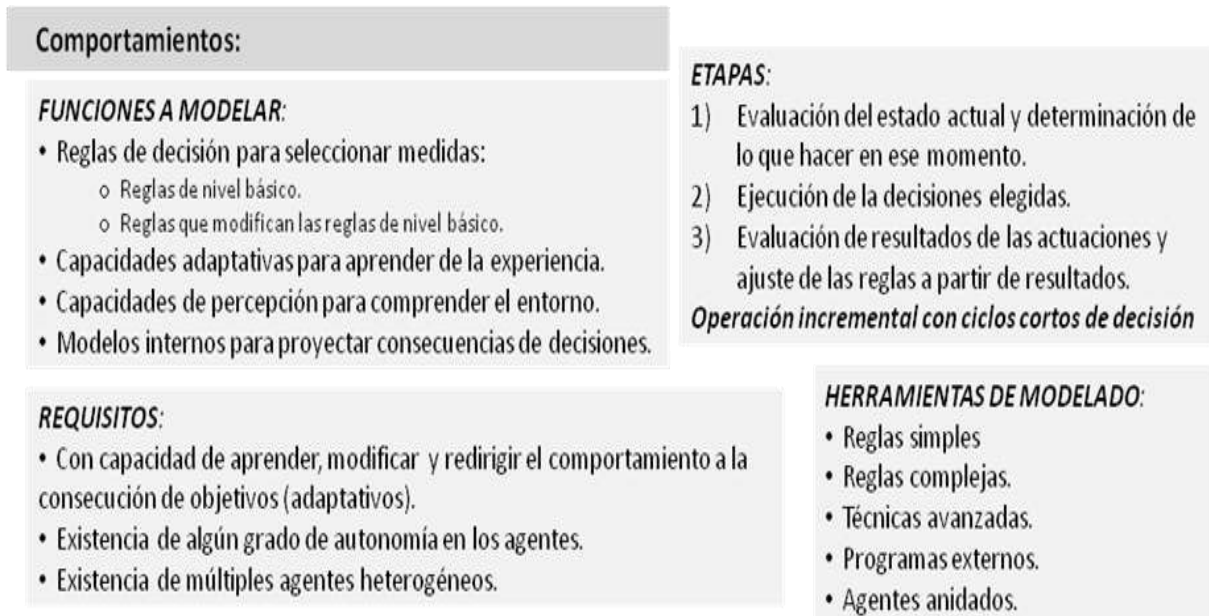 Comportamientos:
FUNCIONES A MODELAR:
• Reglas de decisión para seleccionar medidas:
o Reglas de nivel básico.
o Reglas que modifican las reglas de nivel básico.
• Capacidades adaptativas para aprender de la experiencia.
• Capacidades de percepción para comprender el entorno.
• Modelos internos para proyectar consecuencias de decisiones.
ETAPAS:
1) Evaluación del estado actual y determinación de
lo que hacer en ese momento.
2) Ejecución de la decisiones elegidas.
3) Evaluación de resultados de las actuaciones y
ajuste de las reglas a partir de resultados.
Operación incremental con ciclos cortos de decisión
REQUISITOS:
• Con capacidad de aprender, modificar y redirigir el comportamiento a la
consecución de objetivos (adaptativos).
• Existencia de algún grado de autonomía en los agentes.
• Existencia de múltiples agentes heterogéneos.
HERRAMIENTAS DE MODELADO:
• Reglas simples
• Reglas complejas.
• Técnicas avanzadas.
• Programas externos.
• Agentes anidados.